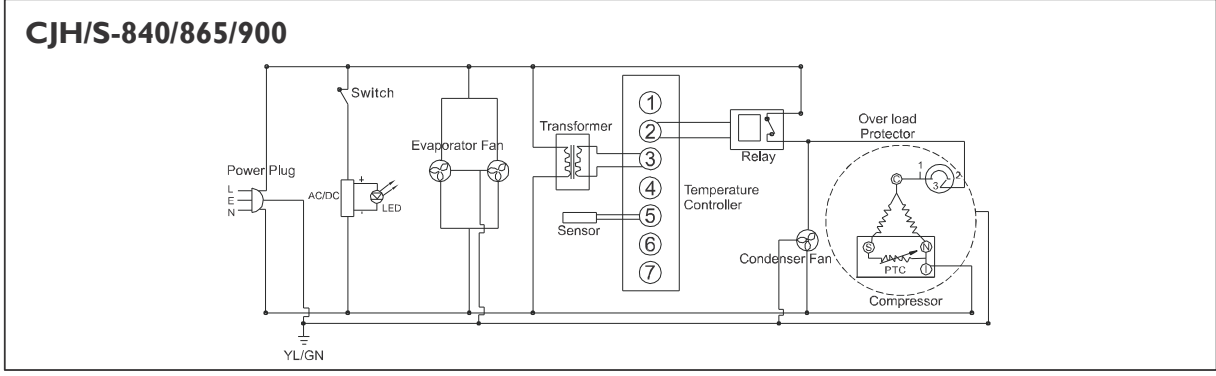 CJH/S-840/865/900
Switch
Power Plug
L
E
N
AC/DC
+
-
LED
Evaporator Fan
Transformer
1
2
3
4
5
6
7
Sensor
Temperature
Controller
Relay
Condenser Fan
Over load
Protector
1
2
3
C
S
N
PTC
Compressor
YL/GN